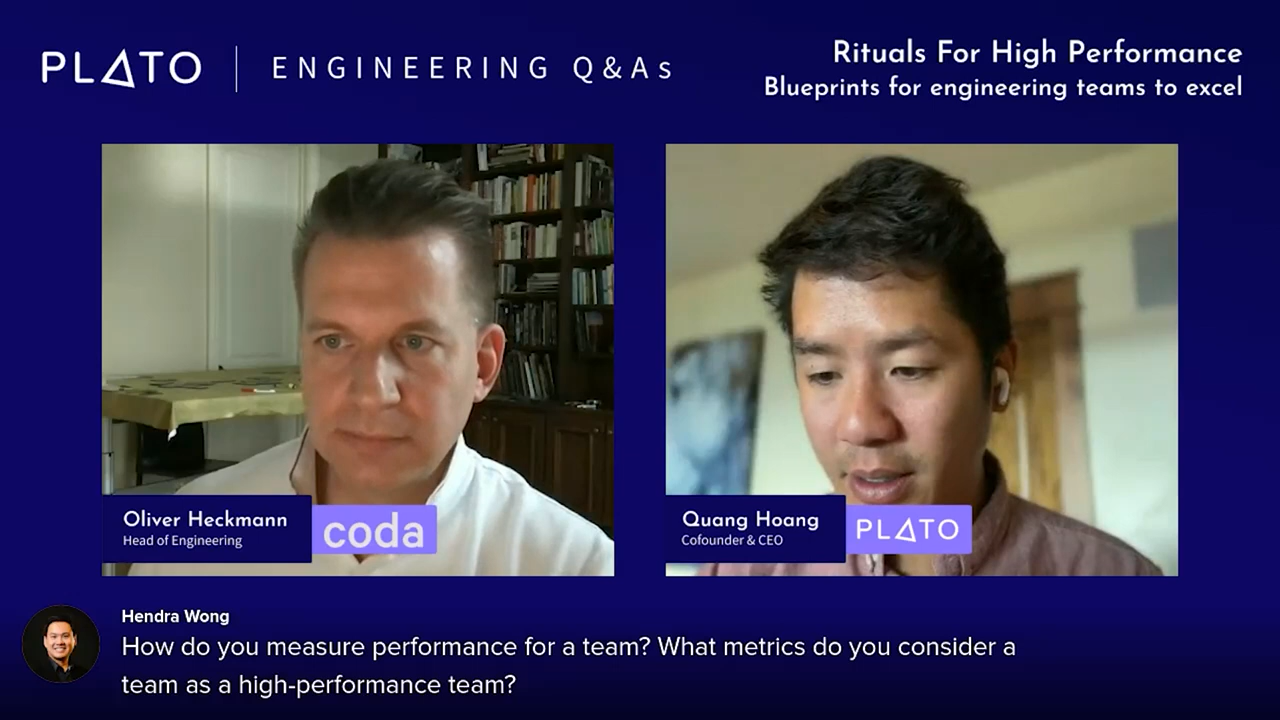 PLATO | ENGINEERING Q&As
Rituals For High Performance
Blueprints for engineering teams to excel
Oliver Heckmann
Head of Engineering
coda
Quang Hoang
Cofounder & CEO
PLATO
Hendra Wong
How do you measure performance for a team? What metrics do you consider a
team as a high-performance team?